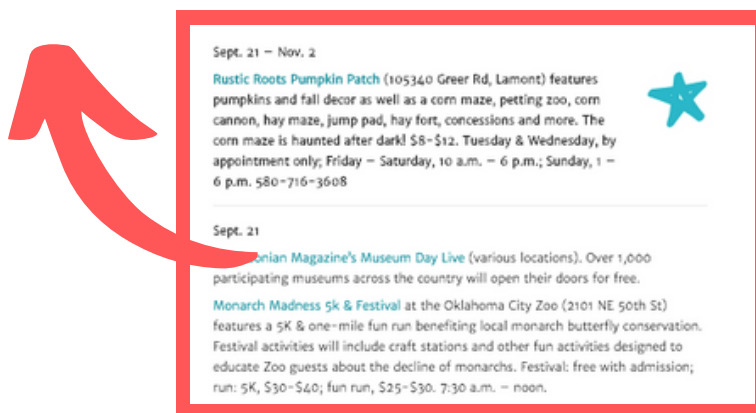 Sept. 21 – Nov. 2
Rustic Roots Pumpkin Patch (105340 Greer Rd, Lamont) features
pumpkins and fall decor as well as a corn maze, petting zoo, corn
cannon, hay maze, jump pad, hay fort, concessions and more. The
corn maze is haunted after dark! $8-$12. Tuesday & Wednesday, by
appointment only; Friday – Saturday, 10 a.m. – 6 p.m.; Sunday, 1 –
6 p.m. 580-716-3608
Sept. 21
Magazine's Museum Day Live (various locations). Over 1,000
participating museums across the country will open their doors for free.
Monarch Madness 5k & Festival at the Oklahoma City Zoo (2101 NE 50th St)
features a 5K & one-mile fun run benefiting local monarch butterfly conservation.
Festival activities will include craft stations and other fun activities designed to
educate Zoo guests about the decline of monarchs. Festival: free with admission;
run: 5K, $30-$40; fun run, $25-$30. 7:30 a.m. – noon.